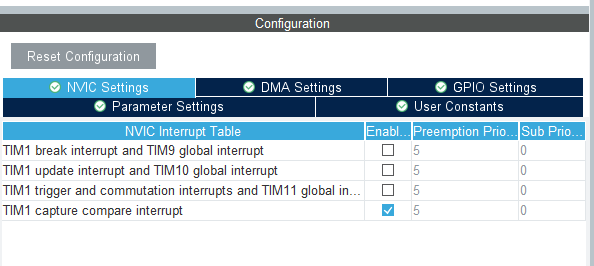 Configuration
Reset Configuration
NVIC Settings DMA Settings GPIO Settings
Parameter Settings User Constants
NVIC Interrupt Table Enabl... Preemption Prio... Sub Prio...
TIM1 break interrupt and TIM9 global interrupt 5 0
TIM1 update interrupt and TIM10 global interrupt 5 0
TIM1 trigger and commutation interrupts and TIM11 global in... 5 0
TIM1 capture compare interrupt 5 0